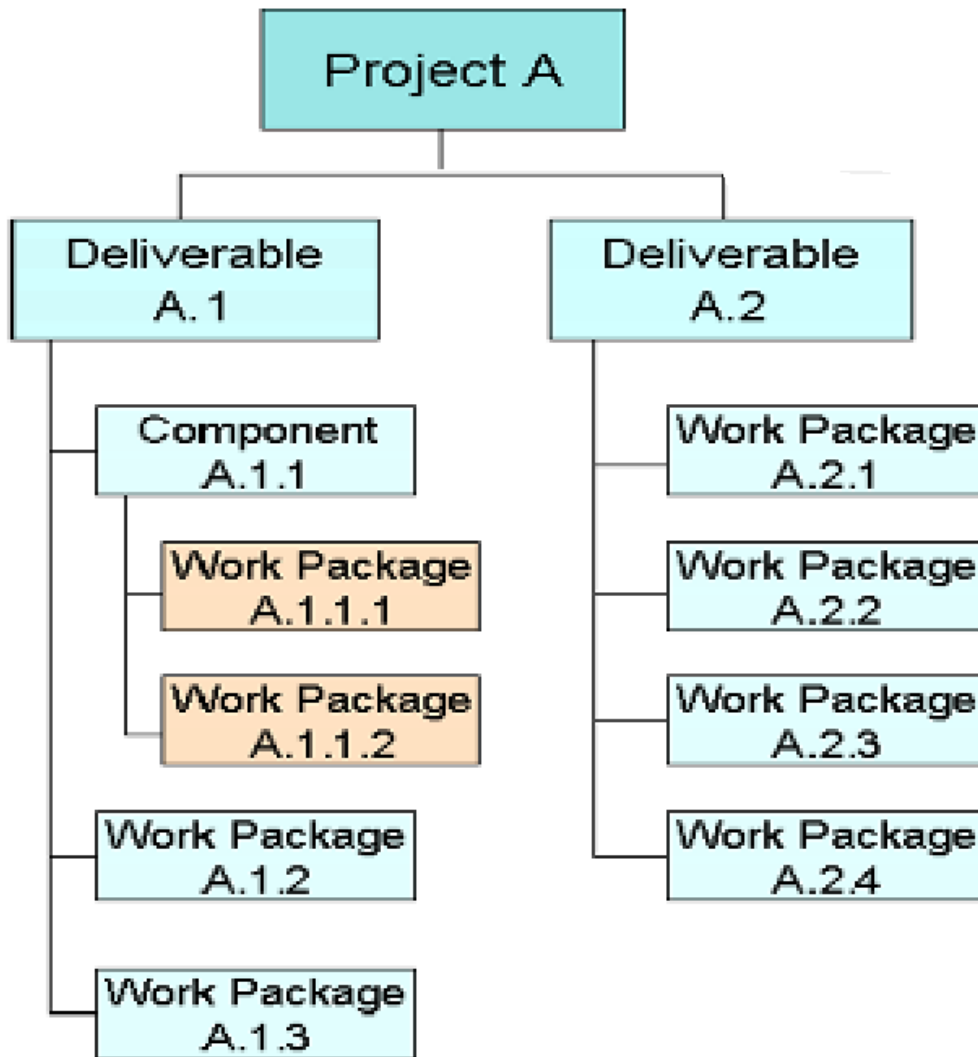 Project A
Deliverable
A.1
Component
A.1.1
Work Package
A.1.1.1
Work Package
A.1.1.2
Work Package
A.1.2
Work Package
A.1.3
Deliverable
A.2
Work Package
A.2.1
Work Package
A.2.2
Work Package
A.2.3
Work Package
A.2.4